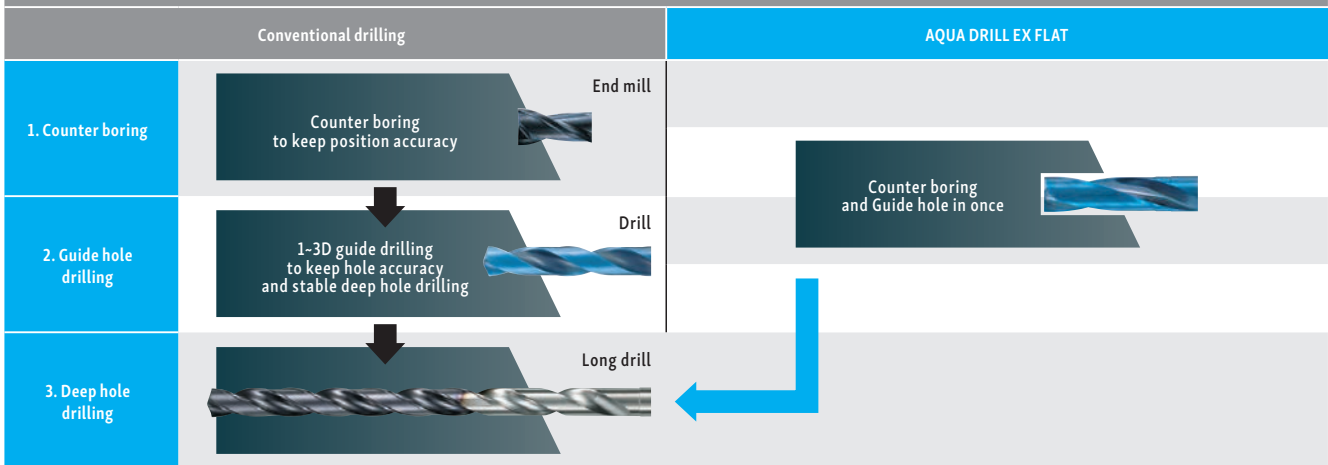 Conventional drilling
AQUA DRILL EX FLAT
1. Counter boring
End mill
Counter boring
to keep position accuracy
Counter boring
and Guide hole in once
2. Guide hole
drilling
Drill
1~3D guide drilling
to keep hole accuracy
and stable deep hole drilling
3. Deep hole
drilling
Long drill